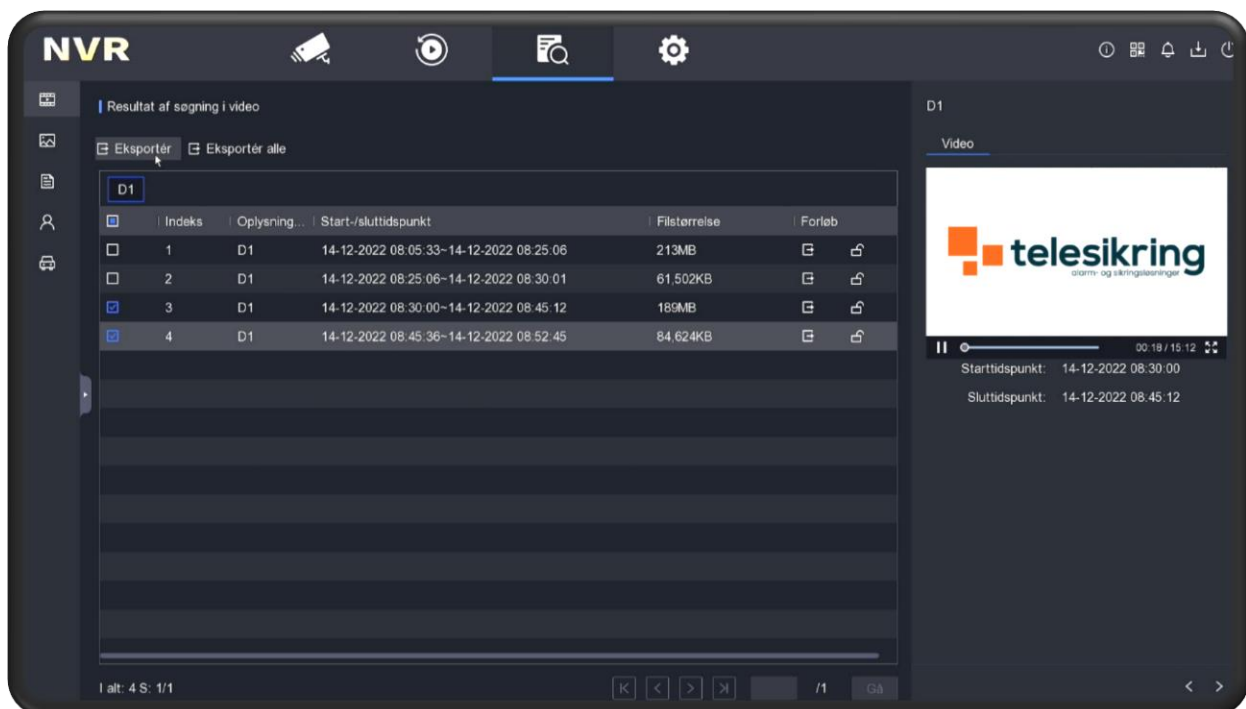 NVR
Resultat af søgning i video
Eksportér Eksportér alle
D1
Indeks Oplysning... Start-/sluttidspunkt Filstørrelse Forløb
1 D1 14-12-2022 08:05:33~14-12-2022 08:25:06 213MB
2 D1 14-12-2022 08:25:06~14-12-2022 08:30:01 61,502KB
3 D1 14-12-2022 08:30:00~14-12-2022 08:45:12 189MB
4 D1 14-12-2022 08:45:36~14-12-2022 08:52:45 84,624KB
I alt: 4 S: 1/1
/1 Gå
D1
Video
telesikring
alarm- og sikringsløsninger
00:18 / 15:12
Starttidspunkt: 14-12-2022 08:30:00
Sluttidspunkt: 14-12-2022 08:45:12